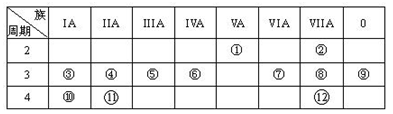 族
周期 IA IIA IIIA IVA VA VIA VIIA 0
2 ① ②
3 ③ ④ ⑤ ⑥ ⑦ ⑧ ⑨
4 ⑩ ⑪ ⑫